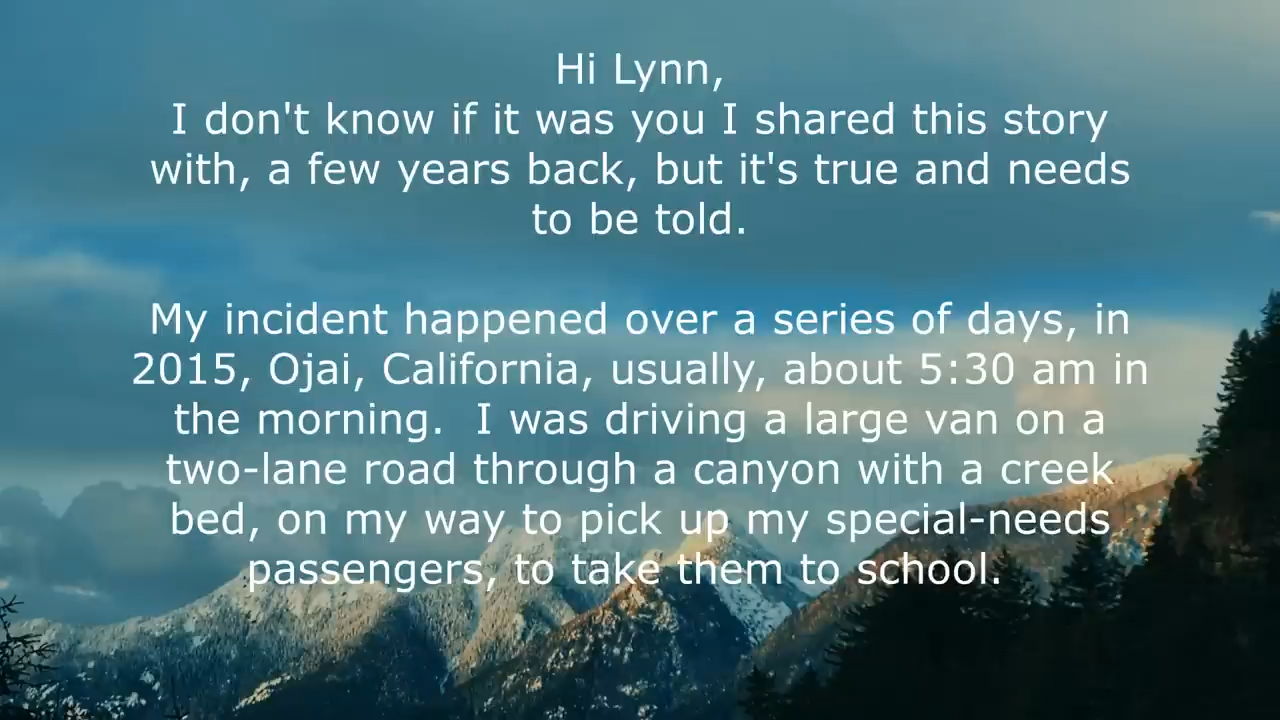 Hi Lynn,
I don't know if it was you I shared this story
with, a few years back, but it's true and needs
to be told.
My incident happened over a series of days, in
2015, Ojai, California, usually, about 5:30 am in
the morning.  I was driving a large van on a
two-lane road through a canyon with a creek
bed, on my way to pick up my special-needs
passengers, to take them to school.